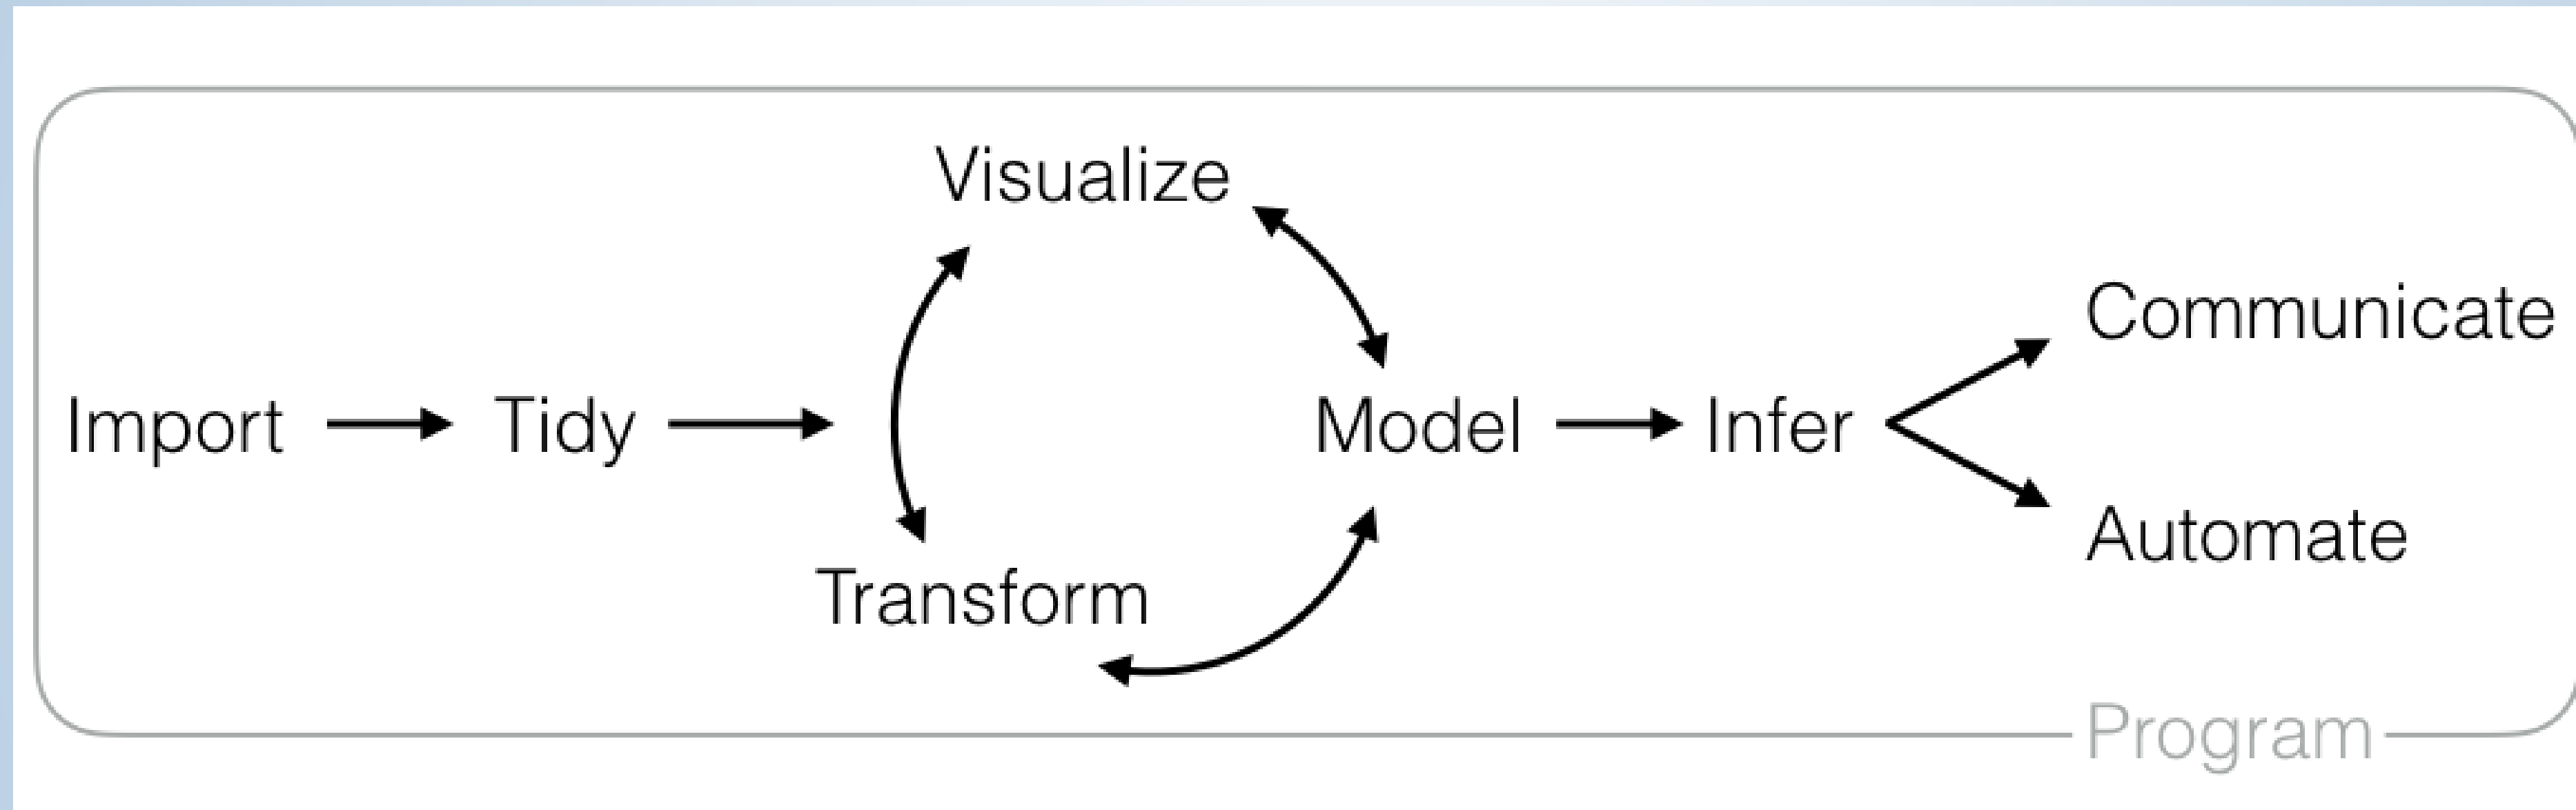 Visualize
Communicate
Import
Tidy
Model
Infer
Automate
Transform
Program